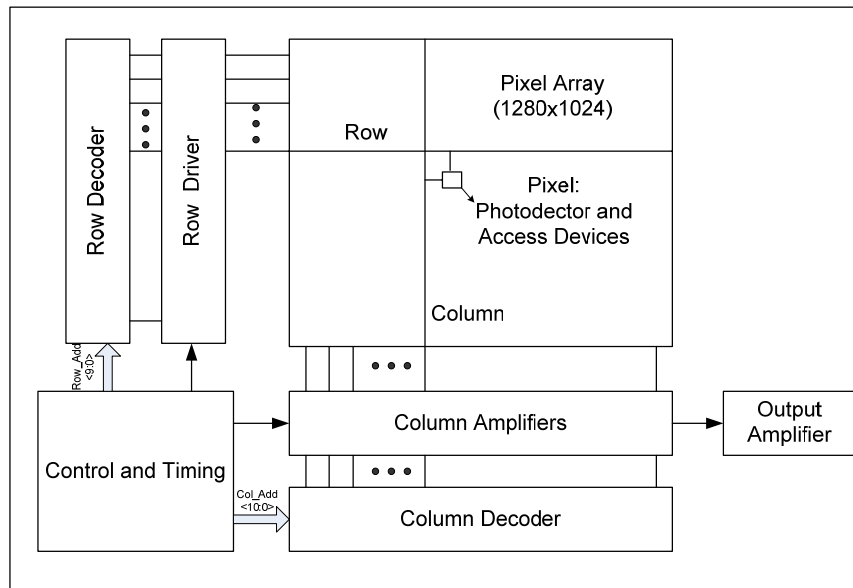 Row Decoder
Row Driver
Row
Pixel Array
(1280x1024)
Pixel:
Photodector and
Access Devices
Column
Row_Add
<9:0>
Control and Timing
Column Amplifiers
Output
Amplifier
Col_Add
<10:0>
Column Decoder